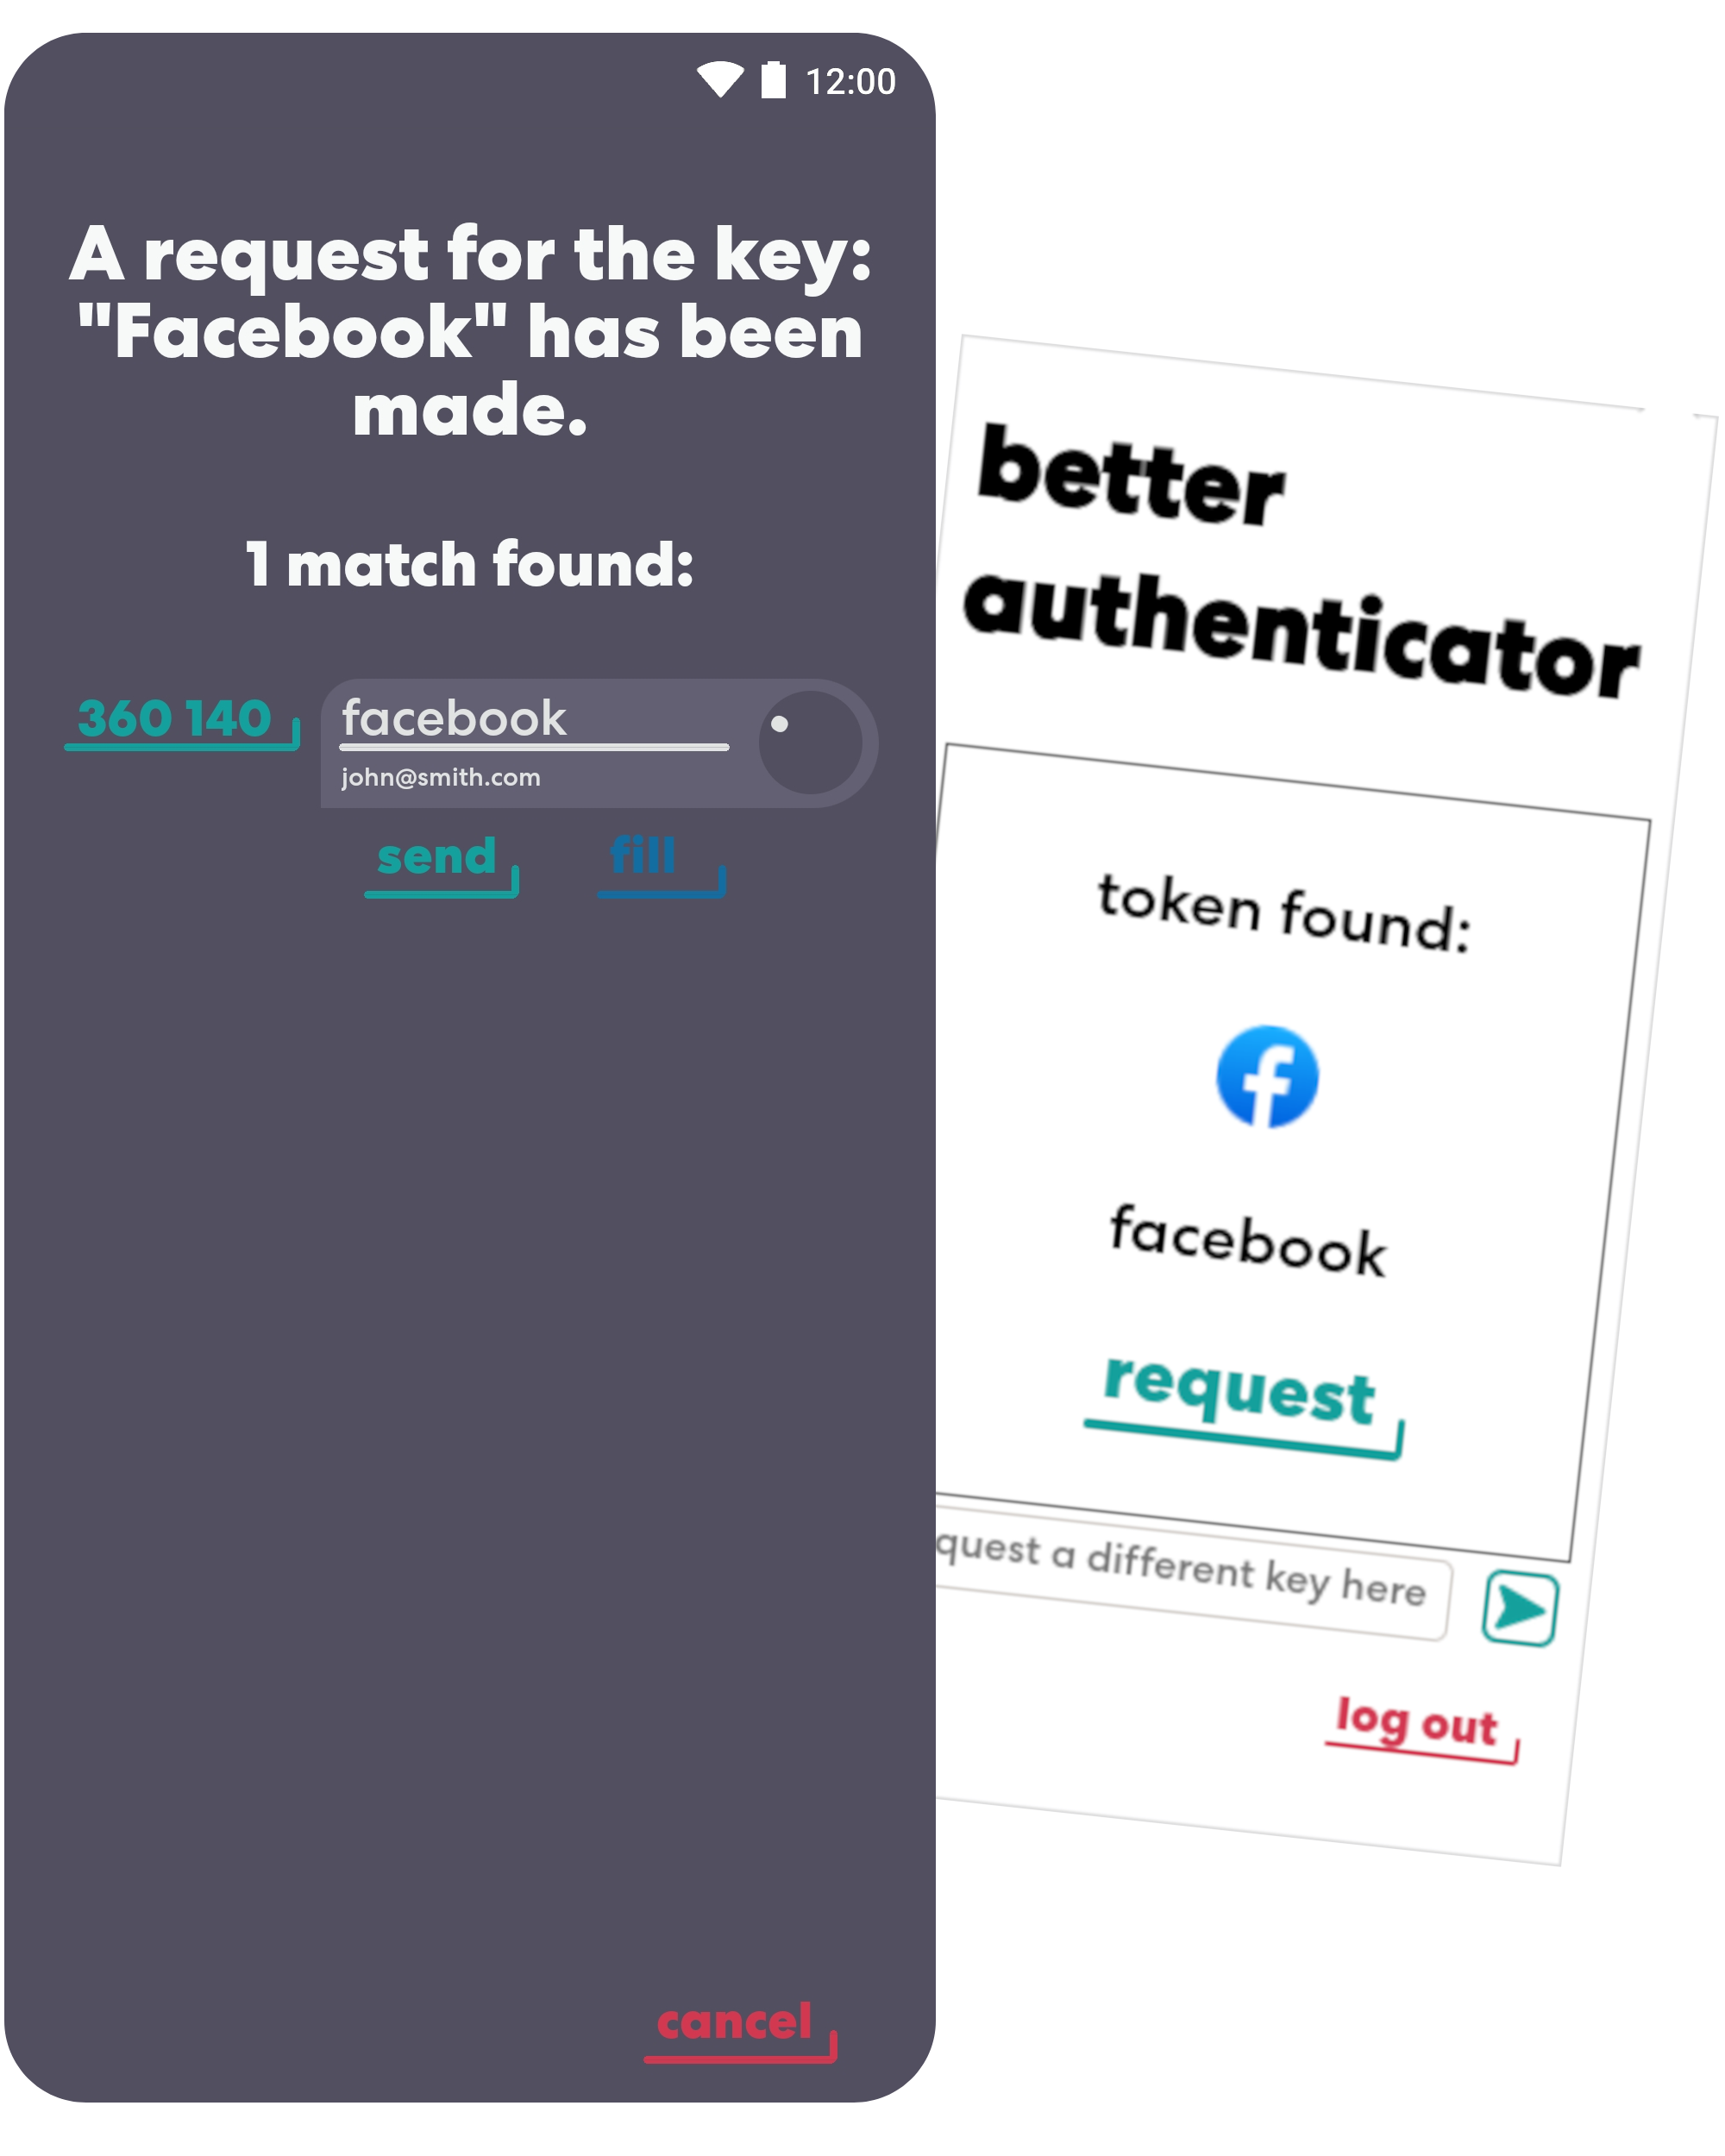 12:00
A request for the key:
"Facebook" has been
made.
1 match found:
360 140
facebook
john@smith.com
send
fill
cancel
better
authenticator
token found:
facebook
request
quest a different key here
log out